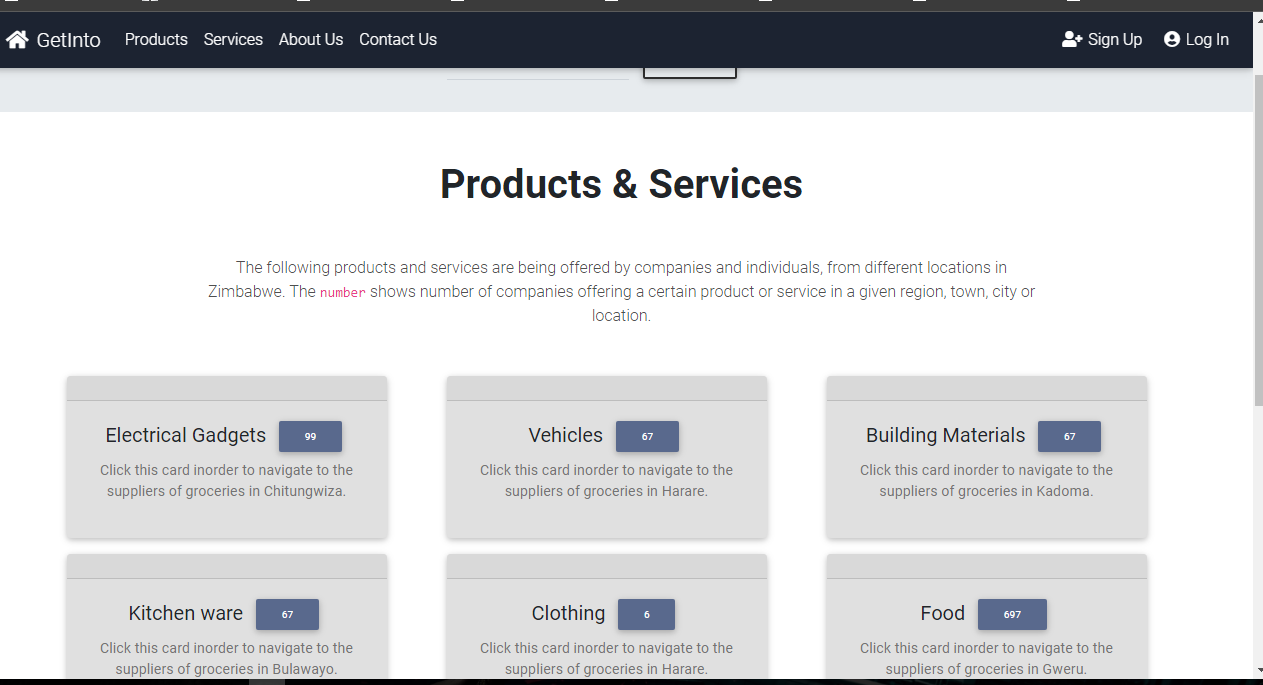 GetInto Products Services About Us Contact Us Sign Up Log In
Products & Services
The following products and services are being offered by companies and individuals, from different locations in
Zimbabwe. The number shows number of companies offering a certain product or service in a given region, town, city or
location.
Electrical Gadgets 99
Click this card inorder to navigate to the
suppliers of groceries in Chitungwiza.
Vehicles 67
Click this card inorder to navigate to the
suppliers of groceries in Harare.
Building Materials 67
Click this card inorder to navigate to the
suppliers of groceries in Kadoma.
Kitchen ware 67
Click this card inorder to navigate to the
suppliers of groceries in Bulawayo.
Clothing 6
Click this card inorder to navigate to the
suppliers of groceries in Harare.
Food 697
Click this card inorder to navigate to the
suppliers of groceries in Gweru.